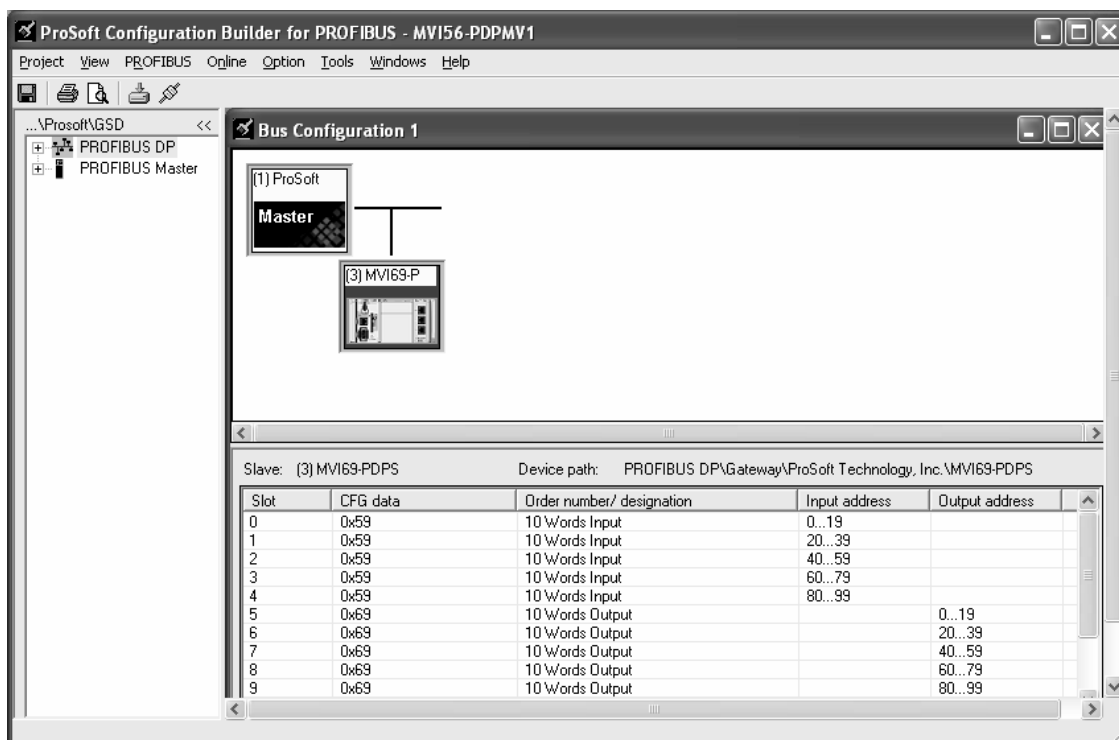 ProSoft Configuration Builder for PROFIBUS - MVI56-PDPMV1
Project View PROFIBUS Online Option Tools Windows Help
...\Prosoft\GSD <<
PROFIBUS DP
PROFIBUS Master
Bus Configuration 1
(1) ProSoft
Master
(3) MVI69-P
Slave: (3) MVI69-PDPS Device path: PROFIBUS DP\Gateway\ProSoft Technology, Inc.\MVI69-PDPS
Slot CFG data Order number/ designation Input address Output address
0 0x59 10 Words Input 0...19
1 0x59 10 Words Input 20...39
2 0x59 10 Words Input 40...59
3 0x59 10 Words Input 60...79
4 0x59 10 Words Input 80...99
5 0x69 10 Words Output 0...19
6 0x69 10 Words Output 20...39
7 0x69 10 Words Output 40...59
8 0x69 10 Words Output 60...79
9 0x69 10 Words Output 80...99